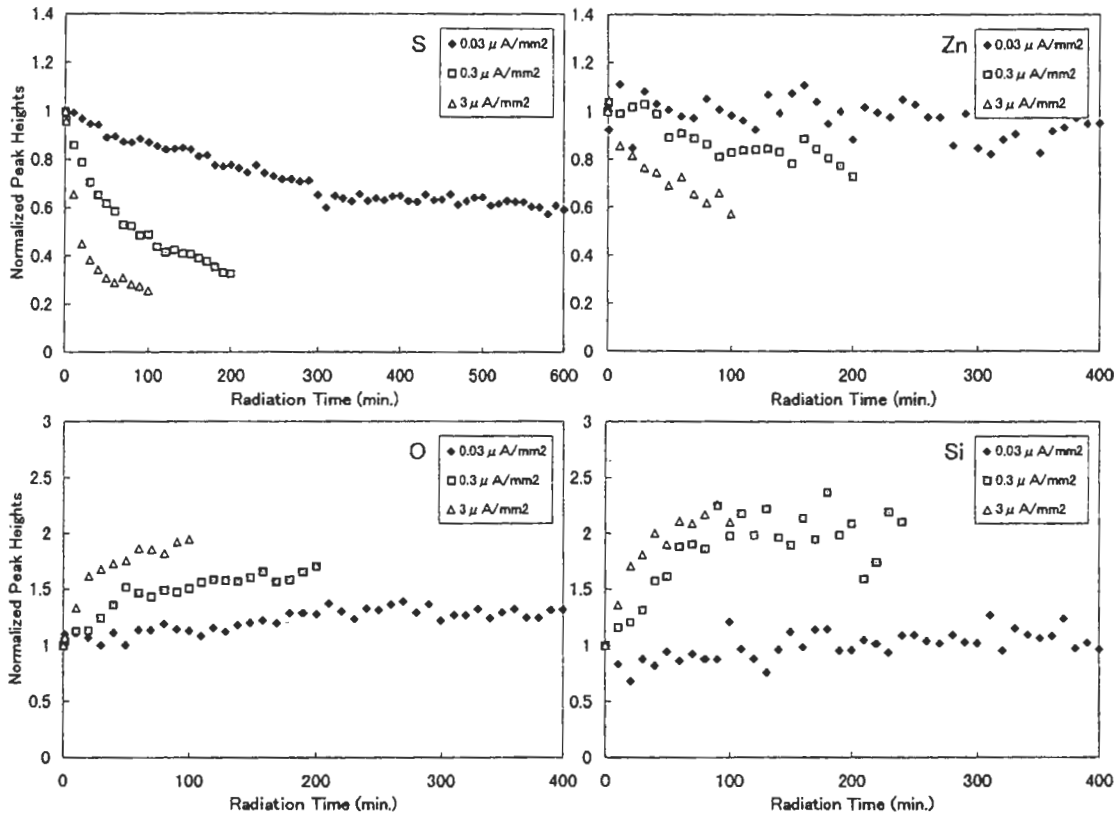 S
0.03 μ A/mm2
0.3 μ A/mm2
3 μ A/mm2
Normalized Peak Heights
1.4
1.2
1
0.8
0.6
0.4
0.2
0
0 100 200 300 400 500 600
Radiation Time (min.)
Zn
0.03 μ A/mm2
0.3 μ A/mm2
3 μ A/mm2
1.4
1.2
1
0.8
0.6
0.4
0.2
0
0 100 200 300 400
Radiation Time (min.)
O
0.03 μ A/mm2
0.3 μ A/mm2
3 μ A/mm2
Normalized Peak Heights
3
2.5
2
1.5
1
0.5
0
0 100 200 300 400
Radiation Time (min.)
Si
0.03 μ A/mm2
0.3 μ A/mm2
3 μ A/mm2
3
2.5
2
1.5
1
0.5
0
0 100 200 300 400
Radiation Time (min.)